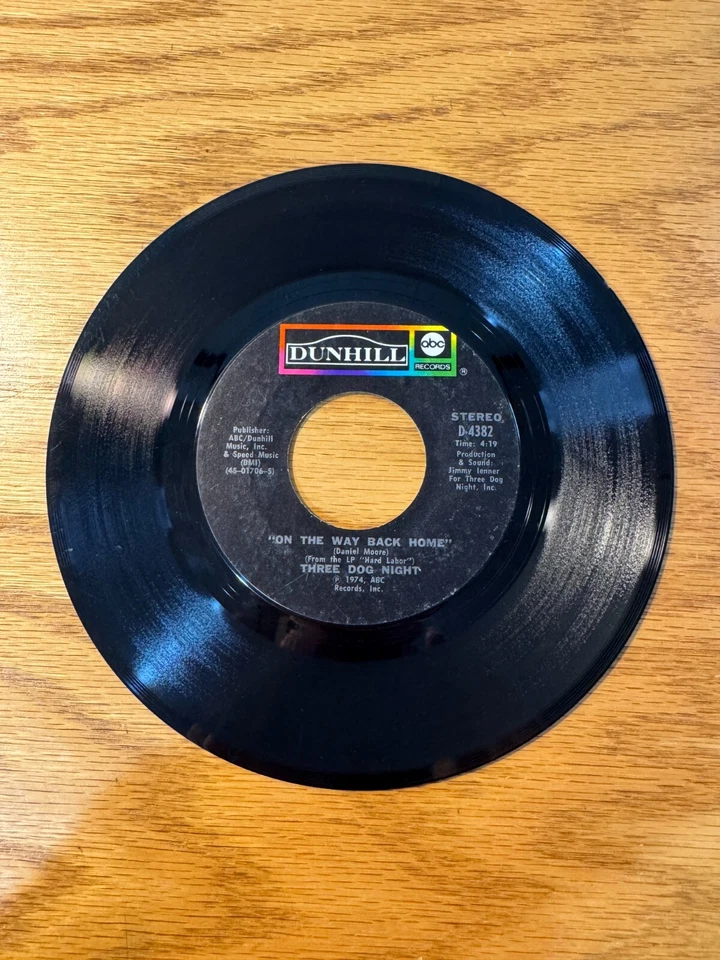 DUNHILL
abc
RECORDS
®
Publisher:
ABC/Dunhill
Music, Inc.
& Speed Music
(BMI)
(45-01706-S)
STEREO
D-4382
Time: 4:19
Production
& Sound:
Jimmy Ienner
For Three Dog
Night, Inc.
"ON THE WAY BACK HOME"
(Daniel Moore)
(From the LP "Hard Labor")
THREE DOG NIGHT
℗ 1974, ABC
Records, Inc.